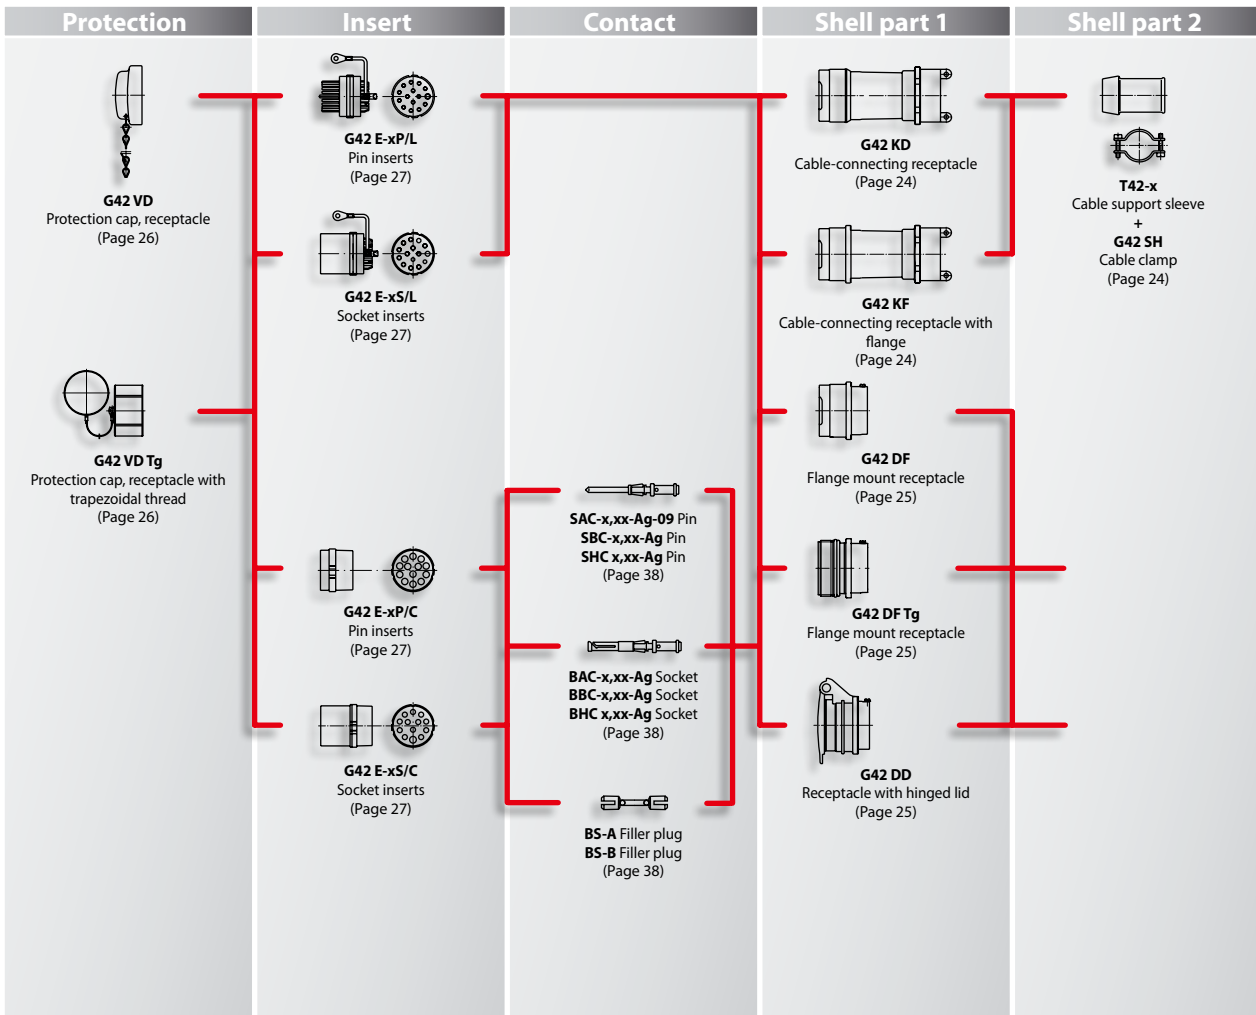 Protection
Insert
Contact
Shell part 1
Shell part 2
G42 VD
Protection cap, receptacle
(Page 26)
G42 VD Tg
Protection cap, receptacle with
trapezoidal thread
(Page 26)
G42 E-xP/L
Pin inserts
(Page 27)
G42 E-xS/L
Socket inserts
(Page 27)
G42 E-xP/C
Pin inserts
(Page 27)
G42 E-xS/C
Socket inserts
(Page 27)
SAC-x,xx-Ag-09 Pin
SBC-x,xx-Ag Pin
SHC x,xx-Ag Pin
(Page 38)
BAC-x,xx-Ag Socket
BBC-x,xx-Ag Socket
BHC x,xx-Ag Socket
(Page 38)
BS-A Filler plug
BS-B Filler plug
(Page 38)
G42 KD
Cable-connecting receptacle
(Page 24)
G42 KF
Cable-connecting receptacle with
flange
(Page 24)
G42 DF
Flange mount receptacle
(Page 25)
G42 DF Tg
Flange mount receptacle
(Page 25)
G42 DD
Receptacle with hinged lid
(Page 25)
T42-x
Cable support sleeve
+
G42 SH
Cable clamp
(Page 24)